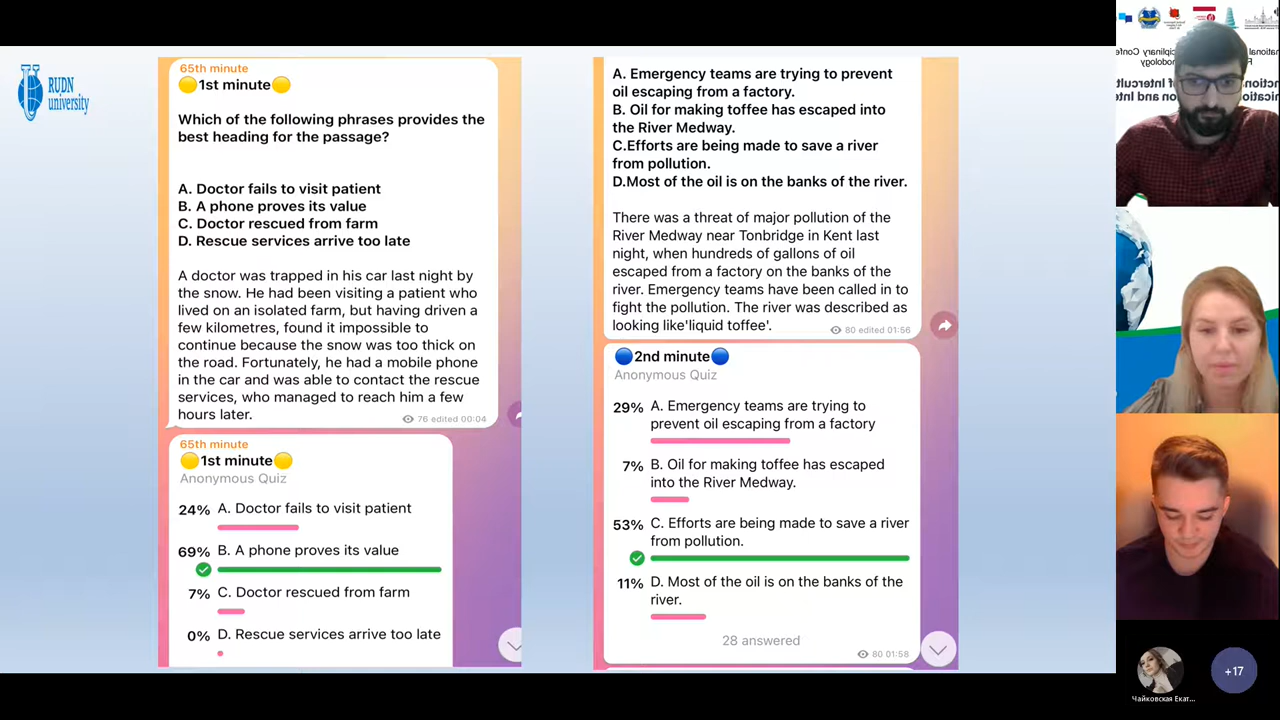 RUDN
university
65th minute
🟡1st minute🟡
Which of the following phrases provides the
best heading for the passage?
A. Doctor fails to visit patient
B. A phone proves its value
C. Doctor rescued from farm
D. Rescue services arrive too late
A doctor was trapped in his car last night by
the snow. He had been visiting a patient who
lived on an isolated farm, but having driven a
few kilometres, found it impossible to
continue because the snow was too thick on
the road. Fortunately, he had a mobile phone
in the car and was able to contact the rescue
services, who managed to reach him a few
hours later.
76 edited 00:04
65th minute
🟡1st minute🟡
Anonymous Quiz
24% A. Doctor fails to visit patient
69% B. A phone proves its value
7% C. Doctor rescued from farm
0% D. Rescue services arrive too late
A. Emergency teams are trying to prevent
oil escaping from a factory.
B. Oil for making toffee has escaped into
the River Medway.
C.Efforts are being made to save a river
from pollution.
D.Most of the oil is on the banks of the river.
There was a threat of major pollution of the
River Medway near Tonbridge in Kent last
night, when hundreds of gallons of oil
escaped from a factory on the banks of the
river. Emergency teams have been called in to
fight the pollution. The river was described as
looking like'liquid toffee'.
80 edited 01:56
🔵2nd minute🔵
Anonymous Quiz
29% A. Emergency teams are trying to
prevent oil escaping from a factory
7% B. Oil for making toffee has escaped
into the River Medway.
53% C. Efforts are being made to save a river
from pollution.
11% D. Most of the oil is on the banks of the
river.
28 answered
80 01:58
Чайковская Екат...
+17